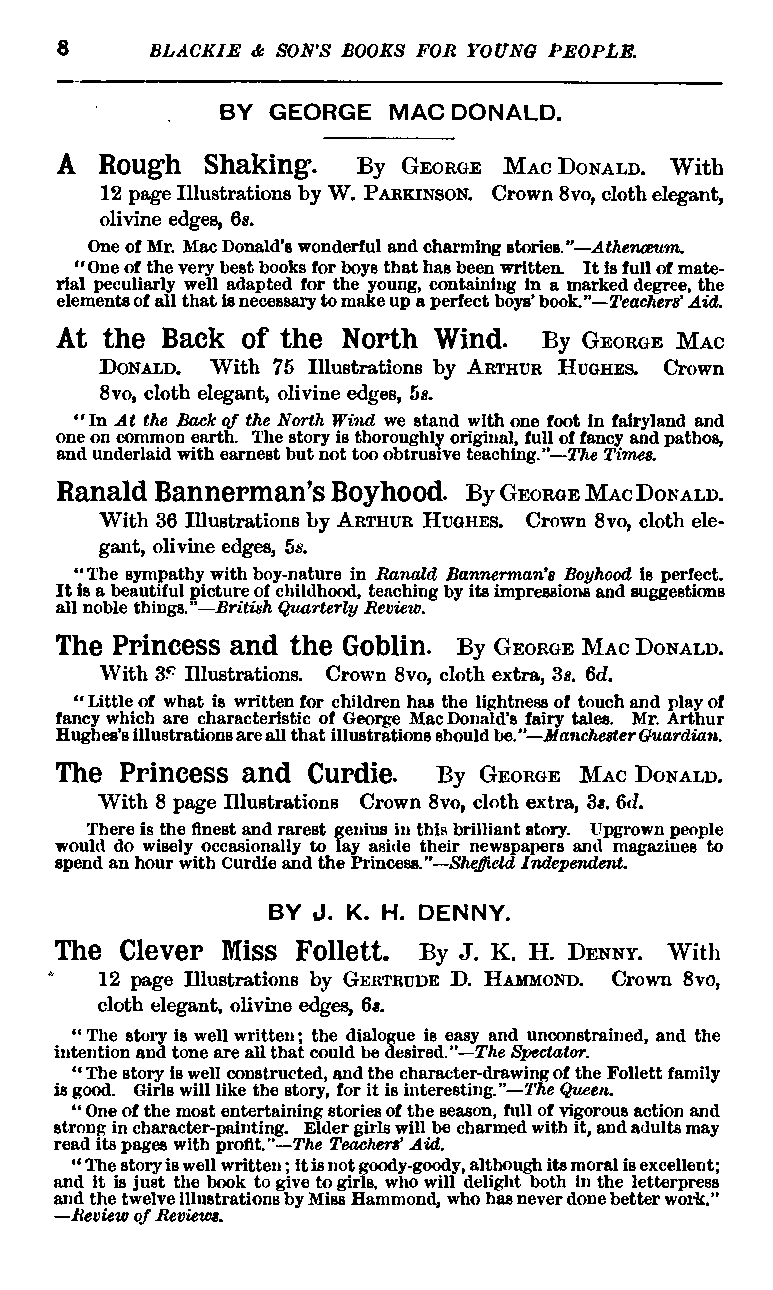 8 BLACKIE & SON'S BOOKS FOR YOUNG PEOPLE.
BY GEORGE MAC DONALD.
A Rough Shaking. By GEORGE MAC DONALD. With
12 page Illustrations by W. PARKINSON. Crown 8vo, cloth elegant,
olivine edges, 6s.
One of Mr. Mac Donald's wonderful and charming stories."—Athenæum.
"One of the very best books for boys that has been written. It is full of mate-
rial peculiarly well adapted for the young, containing in a marked degree, the
elements of all that is necessary to make up a perfect boys' book."—Teachers' Aid.
At the Back of the North Wind. By GEORGE MAC
DONALD. With 75 Illustrations by ARTHUR HUGHES. Crown
8vo, cloth elegant, olivine edges, 5s.
"In At the Back of the North Wind we stand with one foot in fairyland and
one on common earth. The story is thoroughly original, full of fancy and pathos,
and underlaid with earnest but not too obtrusive teaching."—The Times.
Ranald Bannerman's Boyhood. By GEORGE MAC DONALD.
With 36 Illustrations by ARTHUR HUGHES. Crown 8vo, cloth ele-
gant, olivine edges, 5s.
"The sympathy with boy-nature in Ranald Bannerman's Boyhood is perfect.
It is a beautiful picture of childhood, teaching by its impressions and suggestions
all noble things."—British Quarterly Review.
The Princess and the Goblin. By GEORGE MAC DONALD.
With Illustrations. Crown 8vo, cloth extra, 3s. 6d.
"Little of what is written for children has the lightness of touch and play of
fancy which are characteristic of George Mac Donald's fairy tales. Mr. Arthur
Hughes's illustrations are all that illustrations should be."—Manchester Guardian.
The Princess and Curdie. By GEORGE MAC DONALD.
With 8 page Illustrations Crown 8vo, cloth extra, 3s. 6d.
There is the finest and rarest genius in this brilliant story. Upgrown people
would do wisely occasionally to lay aside their newspapers and magazines to
spend an hour with Curdie and the Princess."—Sheffield Independent.
BY J. K. H. DENNY.
The Clever Miss Follett. By J. K. H. DENNY. With
12 page Illustrations by GERTRUDE D. HAMMOND. Crown 8vo,
cloth elegant, olivine edges, 6s.
"The story is well written; the dialogue is easy and unconstrained, and the
intention and tone are all that could be desired."—The Spectator.
"The story is well constructed, and the character-drawing of the Follett family
is good. Girls will like the story, for it is interesting."—The Queen.
"One of the most entertaining stories of the season, full of vigorous action and
strong in character-painting. Elder girls will be charmed with it, and adults may
read its pages with profit."—The Teachers' Aid.
"The story is well written; it is not goody-goody, although its moral is excellent;
and it is just the book to give to girls, who will delight both in the letterpress
and the twelve illustrations by Miss Hammond, who has never done better work."
—Review of Reviews.